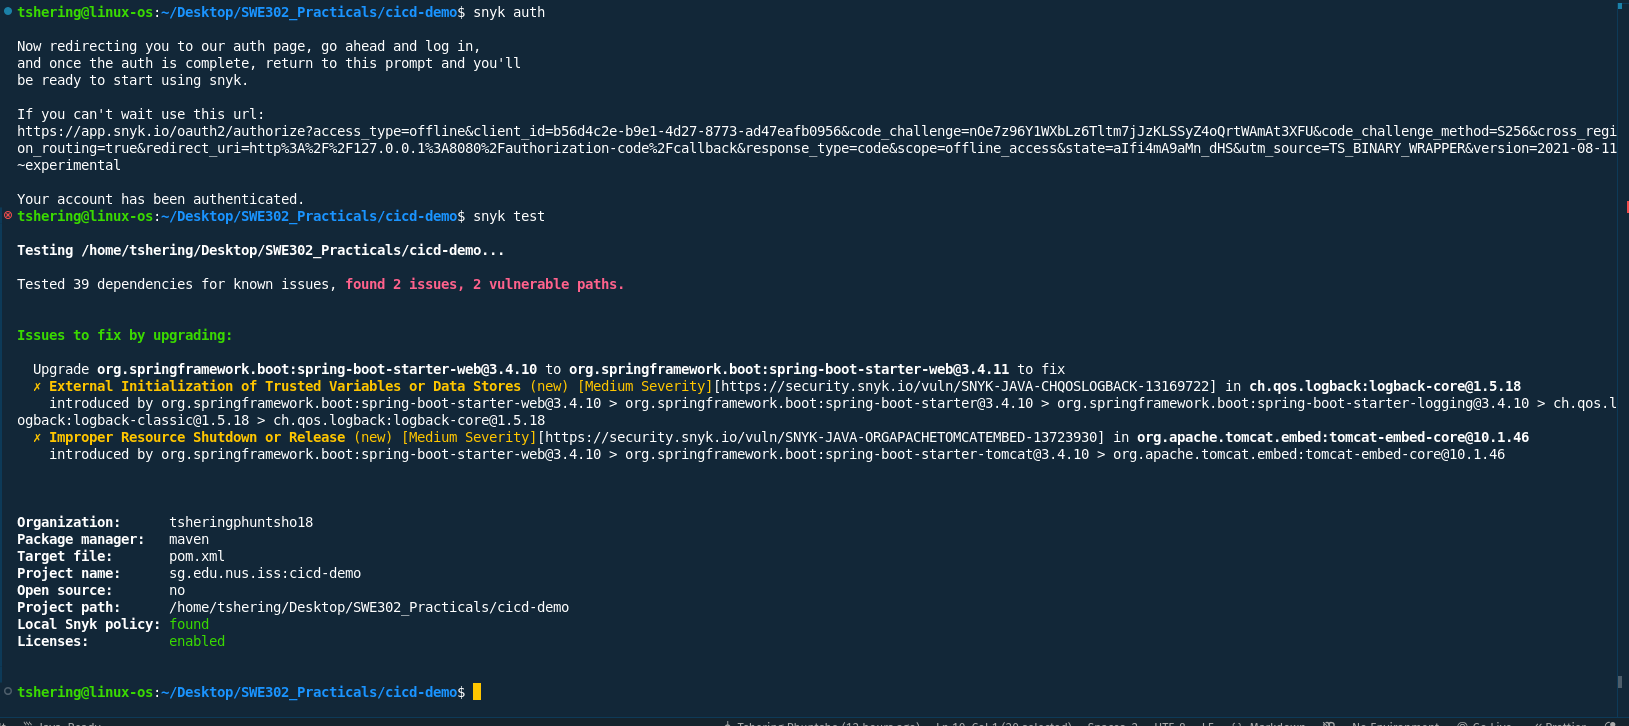 tshering@linux-os:~/Desktop/SWE302_Practicals/cicd-demo$ snyk auth
Now redirecting you to our auth page, go ahead and log in,
and once the auth is complete, return to this prompt and you'll
be ready to start using snyk.
If you can't wait use this url:
https://app.snyk.io/oauth2/authorize?access_type=offline&client_id=b56d4c2e-b9e1-4d27-8773-ad47eafb0956&code_challenge=nOe7z96Y1WXbLz6Tltm7jJzKLSSyZ4oQrtWAmAt3XFU&code_challenge_method=S256&cross_regi
on_routing=true&redirect_uri=http%3A%2F%2F127.0.0.1%3A8080%2Fauthorization-code%2Fcallback&response_type=code&scope=offline_access&state=aIfi4mA9aMn_dHS&utm_source=TS_BINARY_WRAPPER&version=2021-08-11
~experimental
Your account has been authenticated.
tshering@linux-os:~/Desktop/SWE302_Practicals/cicd-demo$ snyk test
Testing /home/tshering/Desktop/SWE302_Practicals/cicd-demo...
Tested 39 dependencies for known issues, found 2 issues, 2 vulnerable paths.
Issues to fix by upgrading:
Upgrade org.springframework.boot:spring-boot-starter-web@3.4.10 to org.springframework.boot:spring-boot-starter-web@3.4.11 to fix
✗ External Initialization of Trusted Variables or Data Stores (new) [Medium Severity][https://security.snyk.io/vuln/SNYK-JAVA-CHQOSLOGBACK-13169722] in ch.qos.logback:logback-core@1.5.18
introduced by org.springframework.boot:spring-boot-starter-web@3.4.10 > org.springframework.boot:spring-boot-starter@3.4.10 > org.springframework.boot:spring-boot-starter-logging@3.4.10 > ch.qos.l
ogback:logback-classic@1.5.18 > ch.qos.logback:logback-core@1.5.18
✗ Improper Resource Shutdown or Release (new) [Medium Severity][https://security.snyk.io/vuln/SNYK-JAVA-ORGAPACHETOMCATEMBED-13723930] in org.apache.tomcat.embed:tomcat-embed-core@10.1.46
introduced by org.springframework.boot:spring-boot-starter-web@3.4.10 > org.springframework.boot:spring-boot-starter-tomcat@3.4.10 > org.apache.tomcat.embed:tomcat-embed-core@10.1.46
Organization: tsheringphuntsho18
Package manager: maven
Target file: pom.xml
Project name: sg.edu.nus.iss:cicd-demo
Open source: no
Project path: /home/tshering/Desktop/SWE302_Practicals/cicd-demo
Local Snyk policy: found
Licenses: enabled
tshering@linux-os:~/Desktop/SWE302_Practicals/cicd-demo$